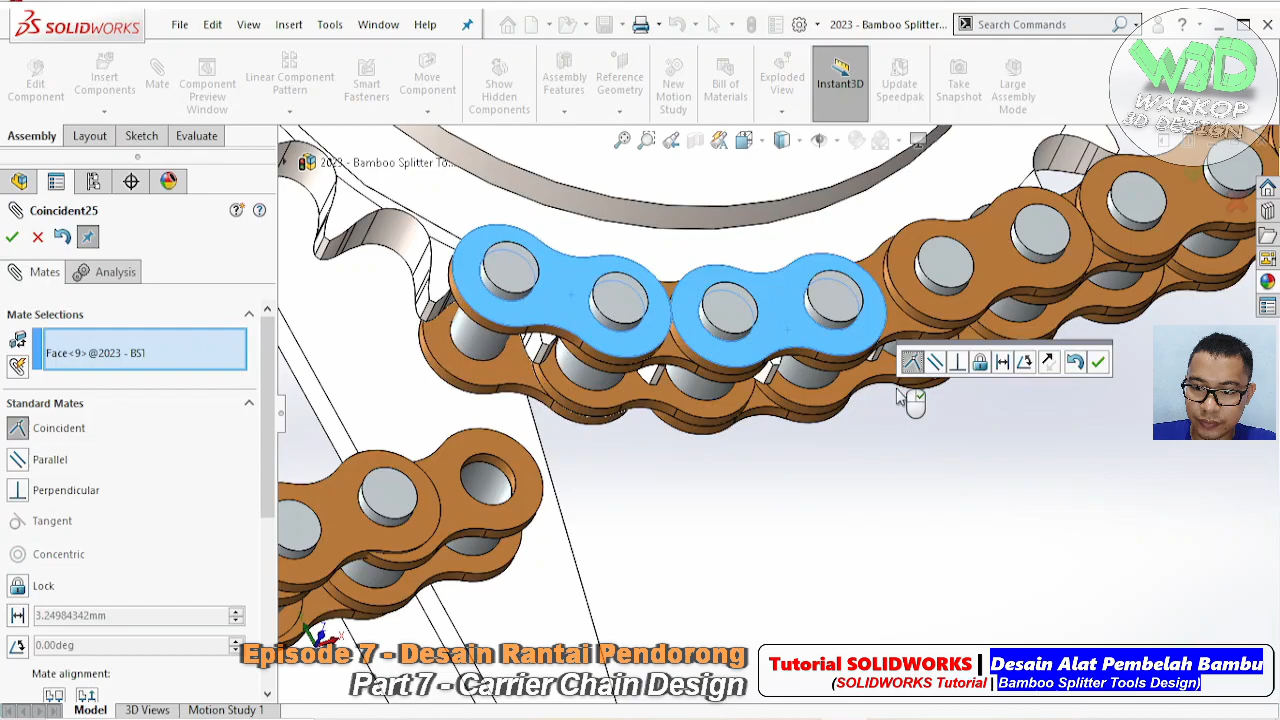 SOLIDWORKS
File Edit View Insert Tools Window Help
2023 - Bamboo Splitter...
Search Commands
Edit Component
Insert Components
Mate
Component Preview Window
Linear Component Pattern
Smart Fasteners
Move Component
Show Hidden Components
Assembly Features
Reference Geometry
New Motion Study
Bill of Materials
Exploded View
Instant3D
Update Speedpak
Take Snapshot
Large Assembly Mode
W3D
WARKOP
3D DESIGN
Assembly Layout Sketch Evaluate
2023 - Bamboo Splitter To...
Coincident25
Mates Analysis
Mate Selections
Face<9> @2023 - BS1
Standard Mates
Coincident
Parallel
Perpendicular
Tangent
Concentric
Lock
3.24984342mm
0.00deg
Mate alignment:
Episode 7 - Desain Rantai Pendorong
Part 7 - Carrier Chain Design
Tutorial SOLIDWORKS | Desain Alat Pembelah Bambu
(SOLIDWORKS Tutorial | Bamboo Splitter Tools Design)
Model 3D Views Motion Study 1